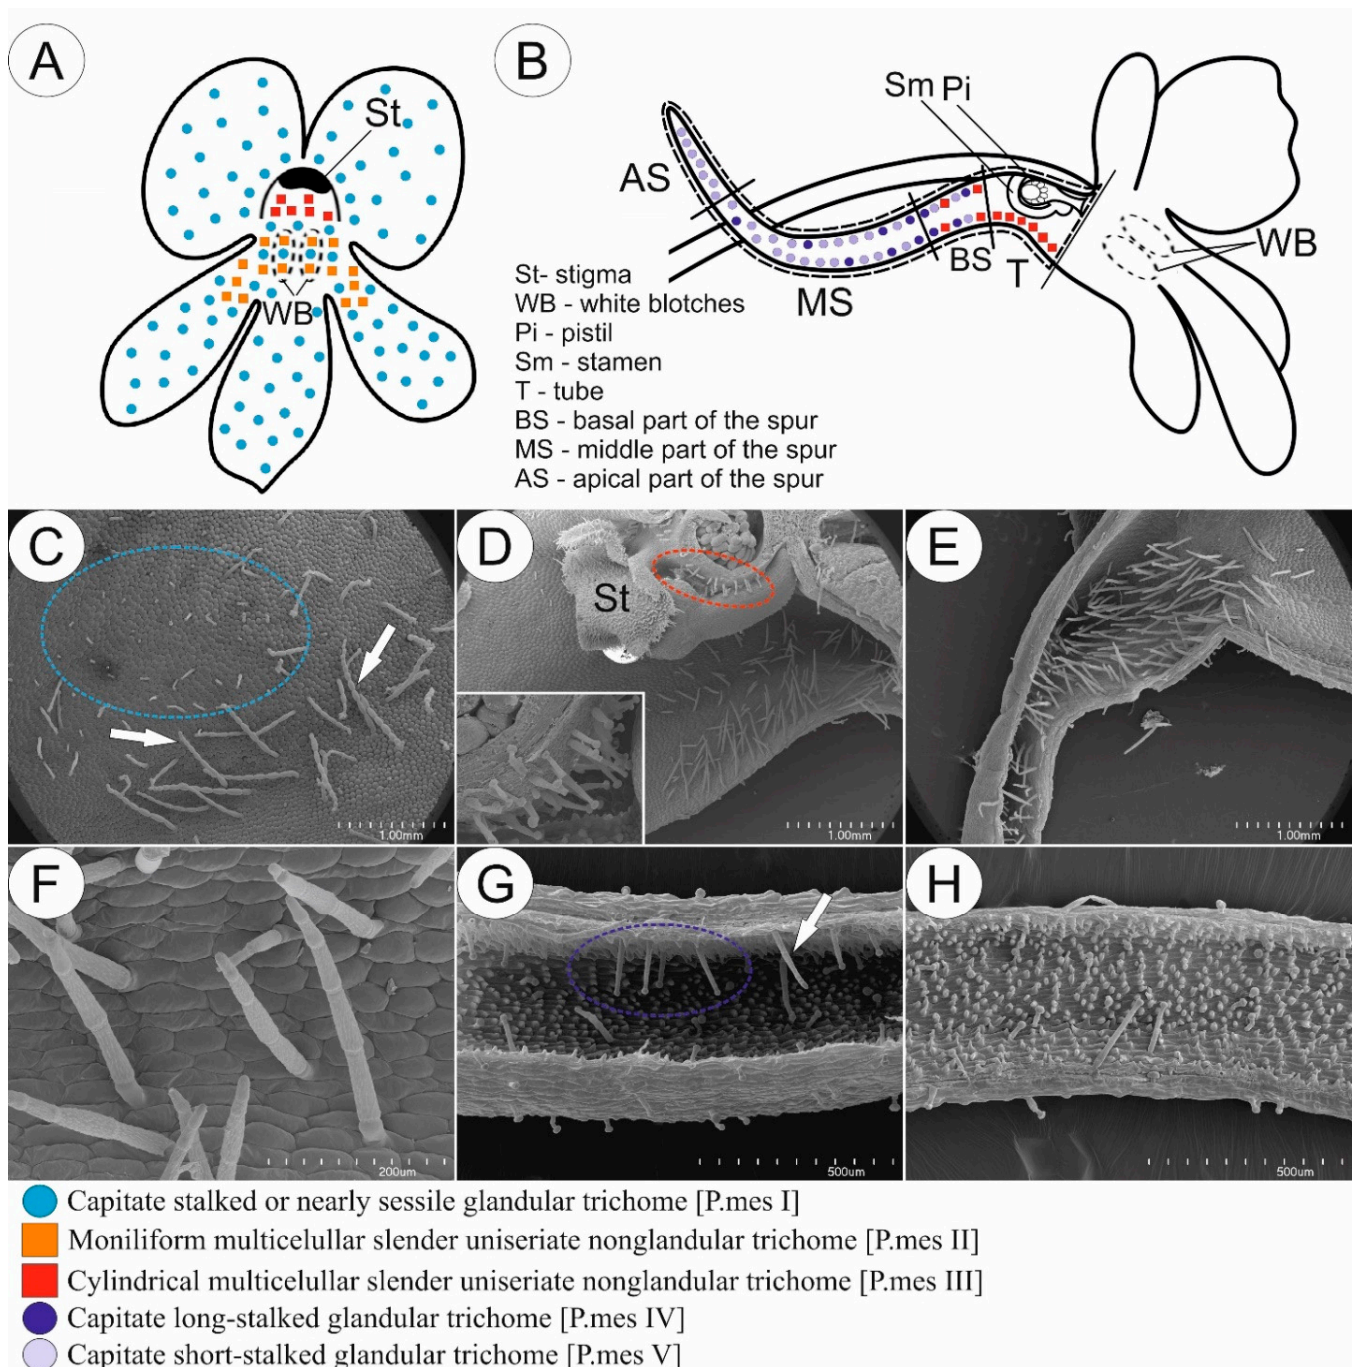 A
St
WB
B
Sm Pi
AS
MS
BS
T
WB
St- stigma
WB - white blotches
Pi - pistil
Sm - stamen
T - tube
BS - basal part of the spur
MS - middle part of the spur
AS - apical part of the spur
C
1.00mm
D
St
1.00mm
E
1.00mm
F
200um
G
500um
H
500um
Capitate stalked or nearly sessile glandular trichome [P.mes I]
Moniliform multicelullar slender uniseriate nonglandular trichome [P.mes II]
Cylindrical multicelullar slender uniseriate nonglandular trichome [P.mes III]
Capitate long-stalked glandular trichome [P.mes IV]
Capitate short-stalked glandular trichome [P.mes V]